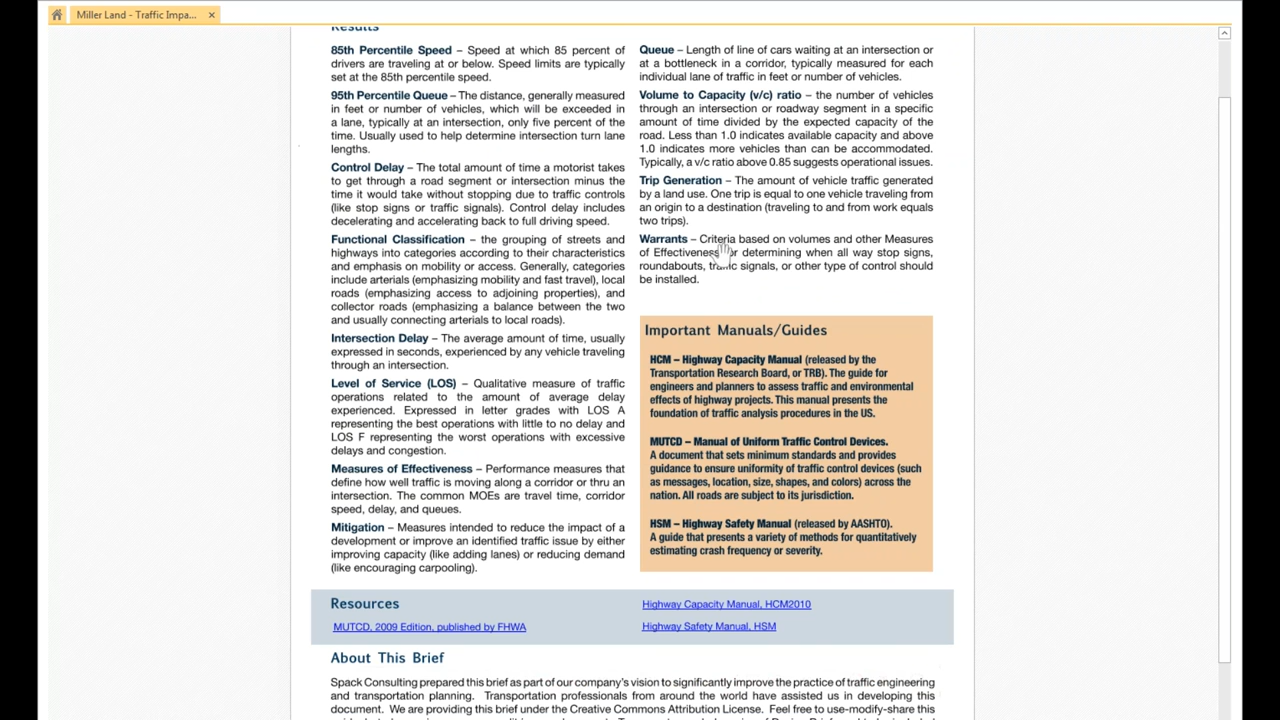 Miller Land - Traffic Impa...
Results
85th Percentile Speed – Speed at which 85 percent of
drivers are traveling at or below. Speed limits are typically
set at the 85th percentile speed.
95th Percentile Queue – The distance, generally measured
in feet or number of vehicles, which will be exceeded in
a lane, typically at an intersection, only five percent of the
time. Usually used to help determine intersection turn lane
lengths.
Control Delay – The total amount of time a motorist takes
to get through a road segment or intersection minus the
time it would take without stopping due to traffic controls
(like stop signs or traffic signals). Control delay includes
decelerating and accelerating back to full driving speed.
Functional Classification – the grouping of streets and
highways into categories according to their characteristics
and emphasis on mobility or access. Generally, categories
include arterials (emphasizing mobility and fast travel), local
roads (emphasizing access to adjoining properties), and
collector roads (emphasizing a balance between the two
and usually connecting arterials to local roads).
Intersection Delay – The average amount of time, usually
expressed in seconds, experienced by any vehicle traveling
through an intersection.
Level of Service (LOS) – Qualitative measure of traffic
operations related to the amount of average delay
experienced. Expressed in letter grades with LOS A
representing the best operations with little to no delay and
LOS F representing the worst operations with excessive
delays and congestion.
Measures of Effectiveness – Performance measures that
define how well traffic is moving along a corridor or thru an
intersection. The common MOEs are travel time, corridor
speed, delay, and queues.
Mitigation – Measures intended to reduce the impact of a
development or improve an identified traffic issue by either
improving capacity (like adding lanes) or reducing demand
(like encouraging carpooling).
Queue – Length of line of cars waiting at an intersection or
at a bottleneck in a corridor, typically measured for each
individual lane of traffic in feet or number of vehicles.
Volume to Capacity (v/c) ratio – the number of vehicles
through an intersection or roadway segment in a specific
amount of time divided by the expected capacity of the
road. Less than 1.0 indicates available capacity and above
1.0 indicates more vehicles than can be accommodated.
Typically, a v/c ratio above 0.85 suggests operational issues.
Trip Generation – The amount of vehicle traffic generated
by a land use. One trip is equal to one vehicle traveling from
an origin to a destination (traveling to and from work equals
two trips).
Warrants – Criteria based on volumes and other Measures
of Effectiveness for determining when all way stop signs,
roundabouts, traffic signals, or other type of control should
be installed.
Important Manuals/Guides
HCM – Highway Capacity Manual (released by the
Transportation Research Board, or TRB). The guide for
engineers and planners to assess traffic and environmental
effects of highway projects. This manual presents the
foundation of traffic analysis procedures in the US.
MUTCD – Manual of Uniform Traffic Control Devices.
A document that sets minimum standards and provides
guidance to ensure uniformity of traffic control devices (such
as messages, location, size, shapes, and colors) across the
nation. All roads are subject to its jurisdiction.
HSM – Highway Safety Manual (released by AASHTO).
A guide that presents a variety of methods for quantitatively
estimating crash frequency or severity.
Resources
MUTCD, 2009 Edition, published by FHWA
Highway Capacity Manual, HCM2010
Highway Safety Manual, HSM
About This Brief
Spack Consulting prepared this brief as part of our company's vision to significantly improve the practice of traffic engineering
and transportation planning. Transportation professionals from around the world have assisted us in developing this
document. We are providing this brief under the Creative Commons Attribution License. Feel free to use-modify-share this